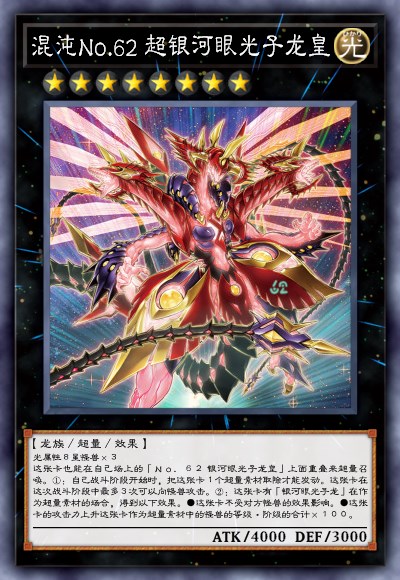 混沌No.62 超银河眼光子龙皇
光
ひかり
62
【龙族／超量／效果】
光属性８星怪兽×３
这张卡也能在自己场上的「Ｎｏ．６２ 银河眼光子龙皇」上面重叠来超量召
唤。①：自己战斗阶段开始时，把这张卡１个超量素材取除才能发动。这张卡在
这次战斗阶段中最多３次可以向怪兽攻击。②：这张卡有「银河眼光子龙」在作
为超量素材的场合，得到以下效果。●这张卡不受对方怪兽的效果影响。●这张
卡的攻击力上升这张卡作为超量素材中的怪兽的等级·阶级的合计×１００。
ATK/4000 DEF/3000